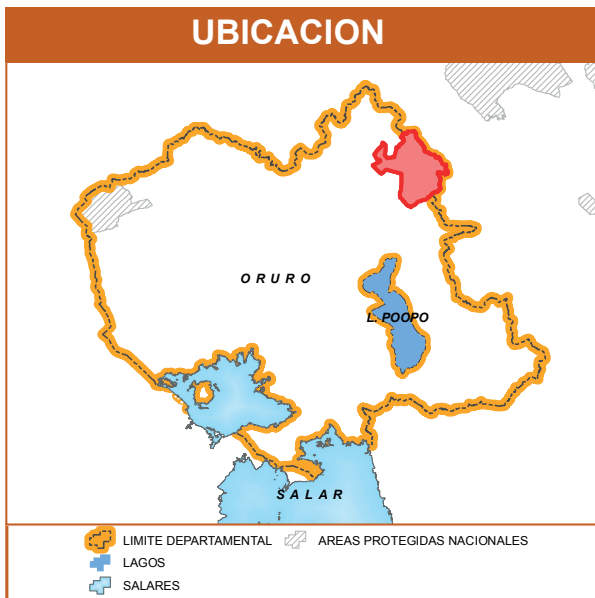 UBICACION
ORURO
L. POOPO
SALAR
LIMITE DEPARTAMENTAL
AREAS PROTEGIDAS NACIONALES
LAGOS
SALARES